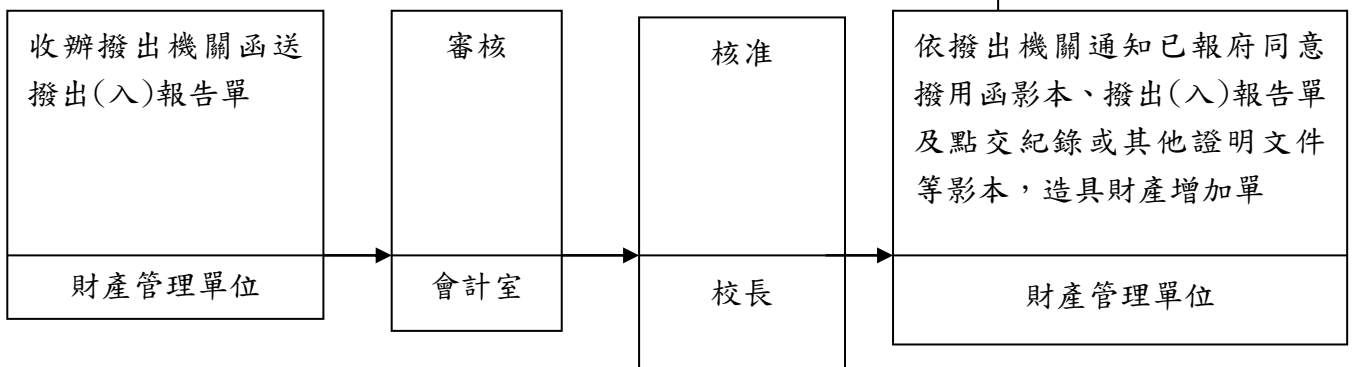 收辦撥出機關函送
撥出(入)報告單
財產管理單位
審核
會計室
核准
校長
依撥出機關通知已報府同意
撥用函影本、撥出(入)報告單
及點交紀錄或其他證明文件
等影本，造具財產增加單
財產管理單位